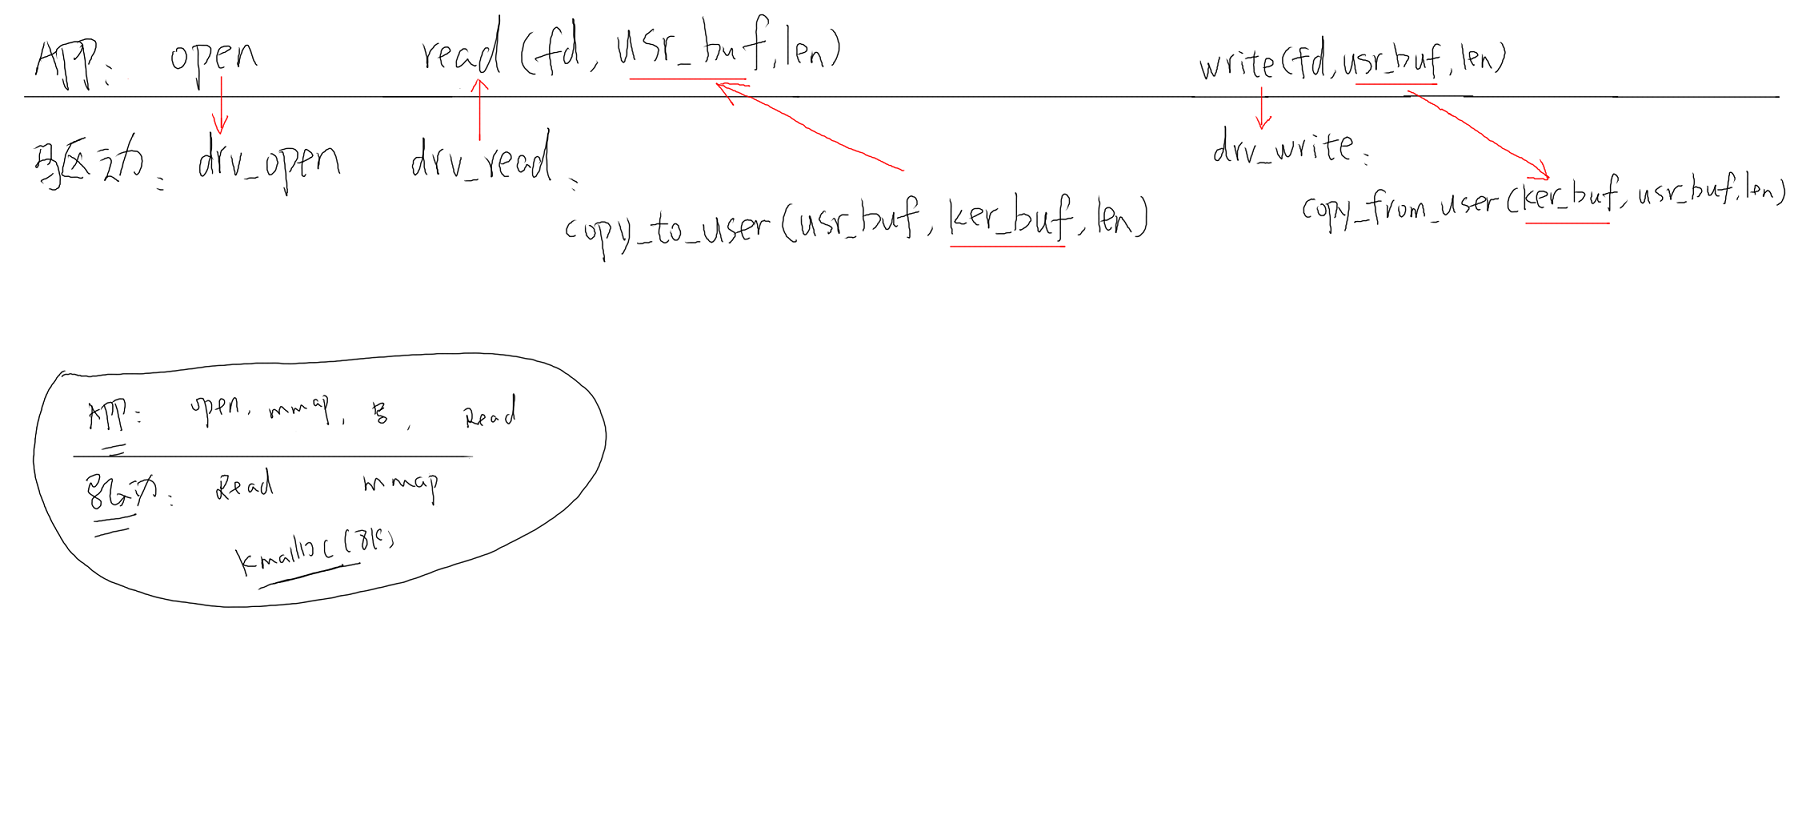 APP: open read(fd, usr_buf,len) write(fd,usr_buf,len)
驱动: drv_open drv_read: drv_write:
copy_to_user(usr_buf, ker_buf, len) copy_from_user(ker_buf, usr_buf,len)
APP: open, mmap, 写, Read
驱动: Read mmap
kmalloc(8K)